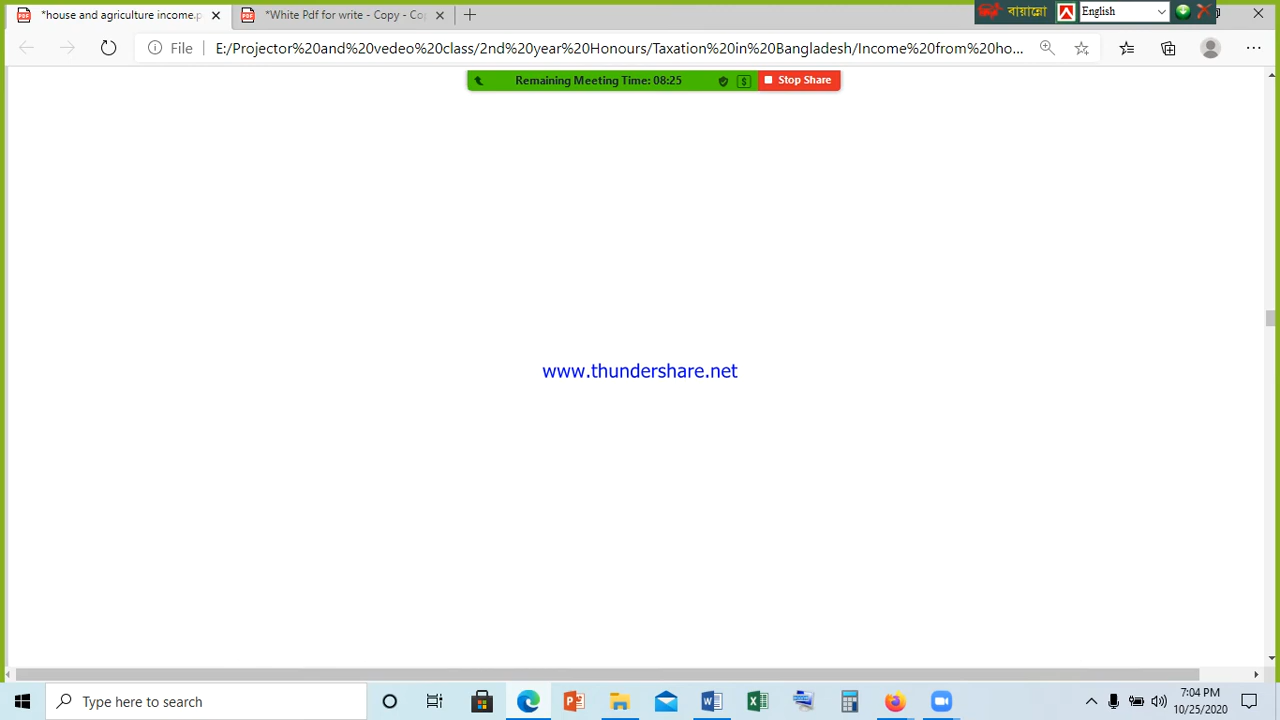 *house and agriculture income.p
*White Pdf for write - Copy - Co
বায়ান্নো
English
File
E:/Projector%20and%20vedeo%20class/2nd%20year%20Honours/Taxation%20in%20Bangladesh/Income%20from%20ho...
Remaining Meeting Time: 08:25
Stop Share
www.thundershare.net
Type here to search
7:04 PM
10/25/2020